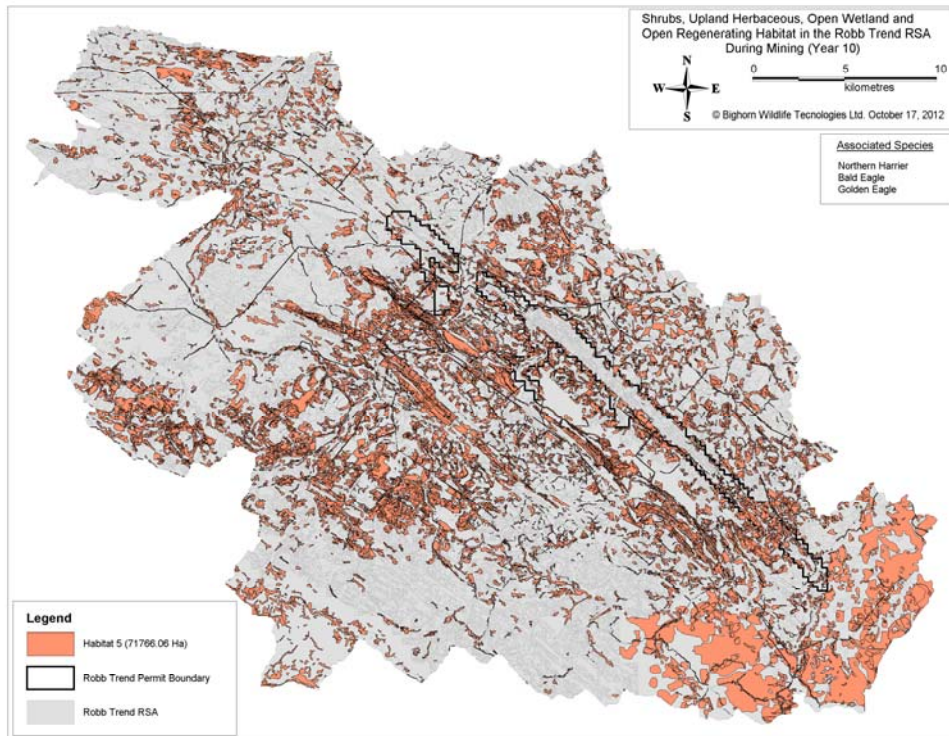 Shrubs, Upland Herbaceous, Open Wetland and
Open Regenerating Habitat in the Robb Trend RSA
During Mining (Year 10)
N
W E
S
0 5 10
kilometres
© Bighorn Wildlife Tecnologies Ltd. October 17, 2012
Associated Species
Northern Harrier
Bald Eagle
Golden Eagle
Legend
Habitat 5 (71766.06 Ha)
Robb Trend Permit Boundary
Robb Trend RSA